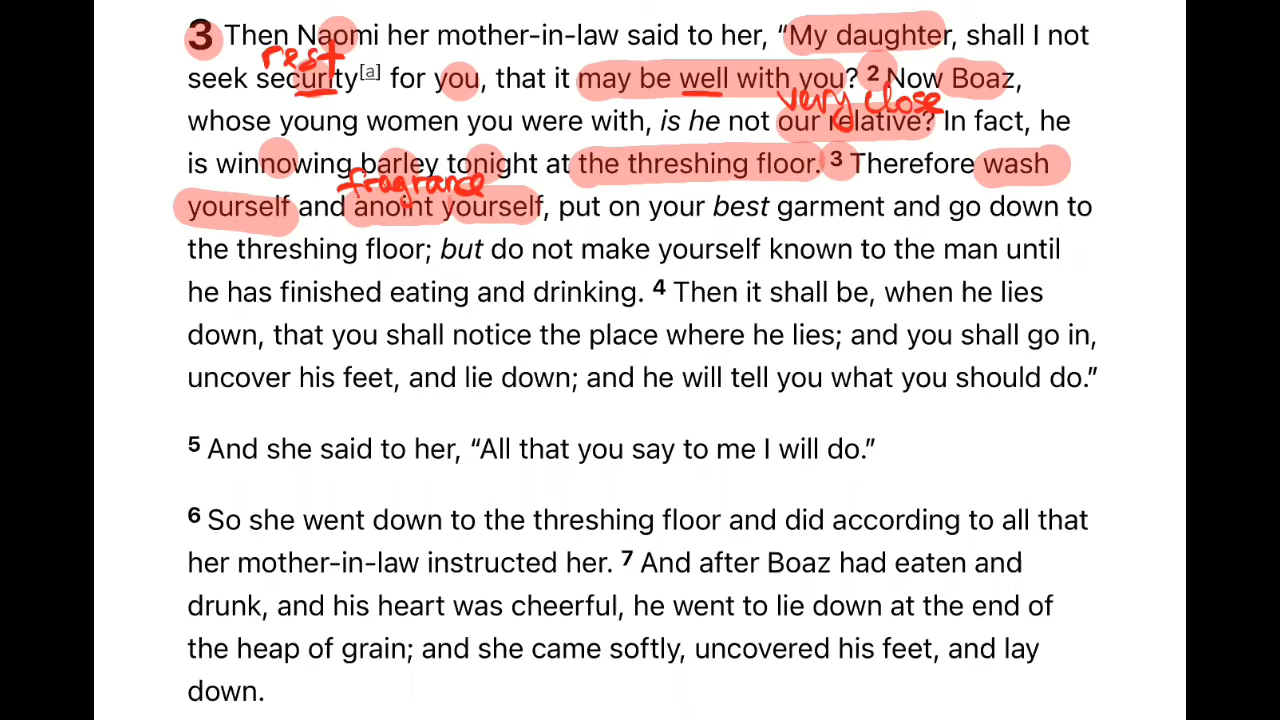 3 Then Naomi her mother-in-law said to her, “My daughter, shall I not
rest
seek security[a] for you, that it may be well with you? 2 Now Boaz,
very close
whose young women you were with, is he not our relative? In fact, he
is winnowing barley tonight at the threshing floor. 3 Therefore wash
fragrance
yourself and anoint yourself, put on your best garment and go down to
the threshing floor; but do not make yourself known to the man until
he has finished eating and drinking. 4 Then it shall be, when he lies
down, that you shall notice the place where he lies; and you shall go in,
uncover his feet, and lie down; and he will tell you what you should do.”
5 And she said to her, “All that you say to me I will do.”
6 So she went down to the threshing floor and did according to all that
her mother-in-law instructed her. 7 And after Boaz had eaten and
drunk, and his heart was cheerful, he went to lie down at the end of
the heap of grain; and she came softly, uncovered his feet, and lay
down.